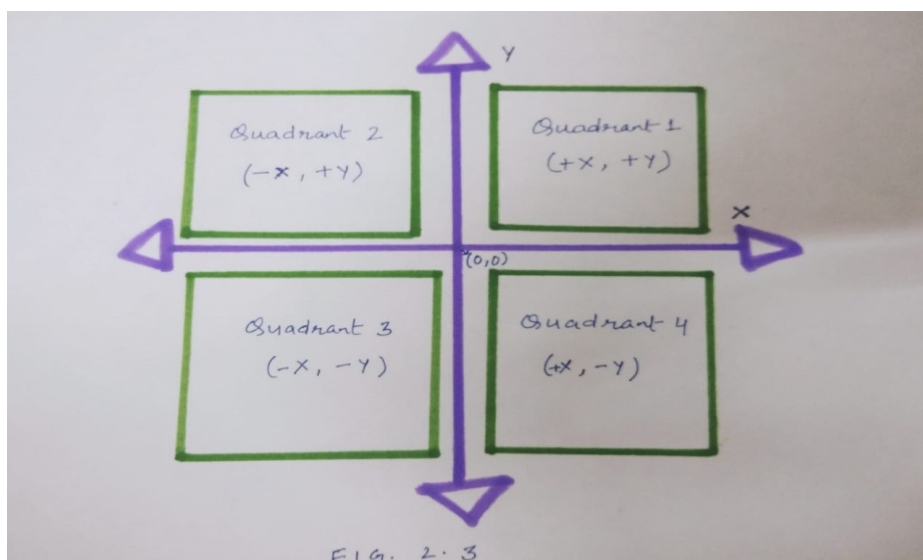 Y
Quadrant 2
(-x, +y)
Quadrant 1
(+x, +y)
X
(0,0)
Quadrant 3
(-x, -y)
Quadrant 4
(+x, -y)
FIG. 2.3